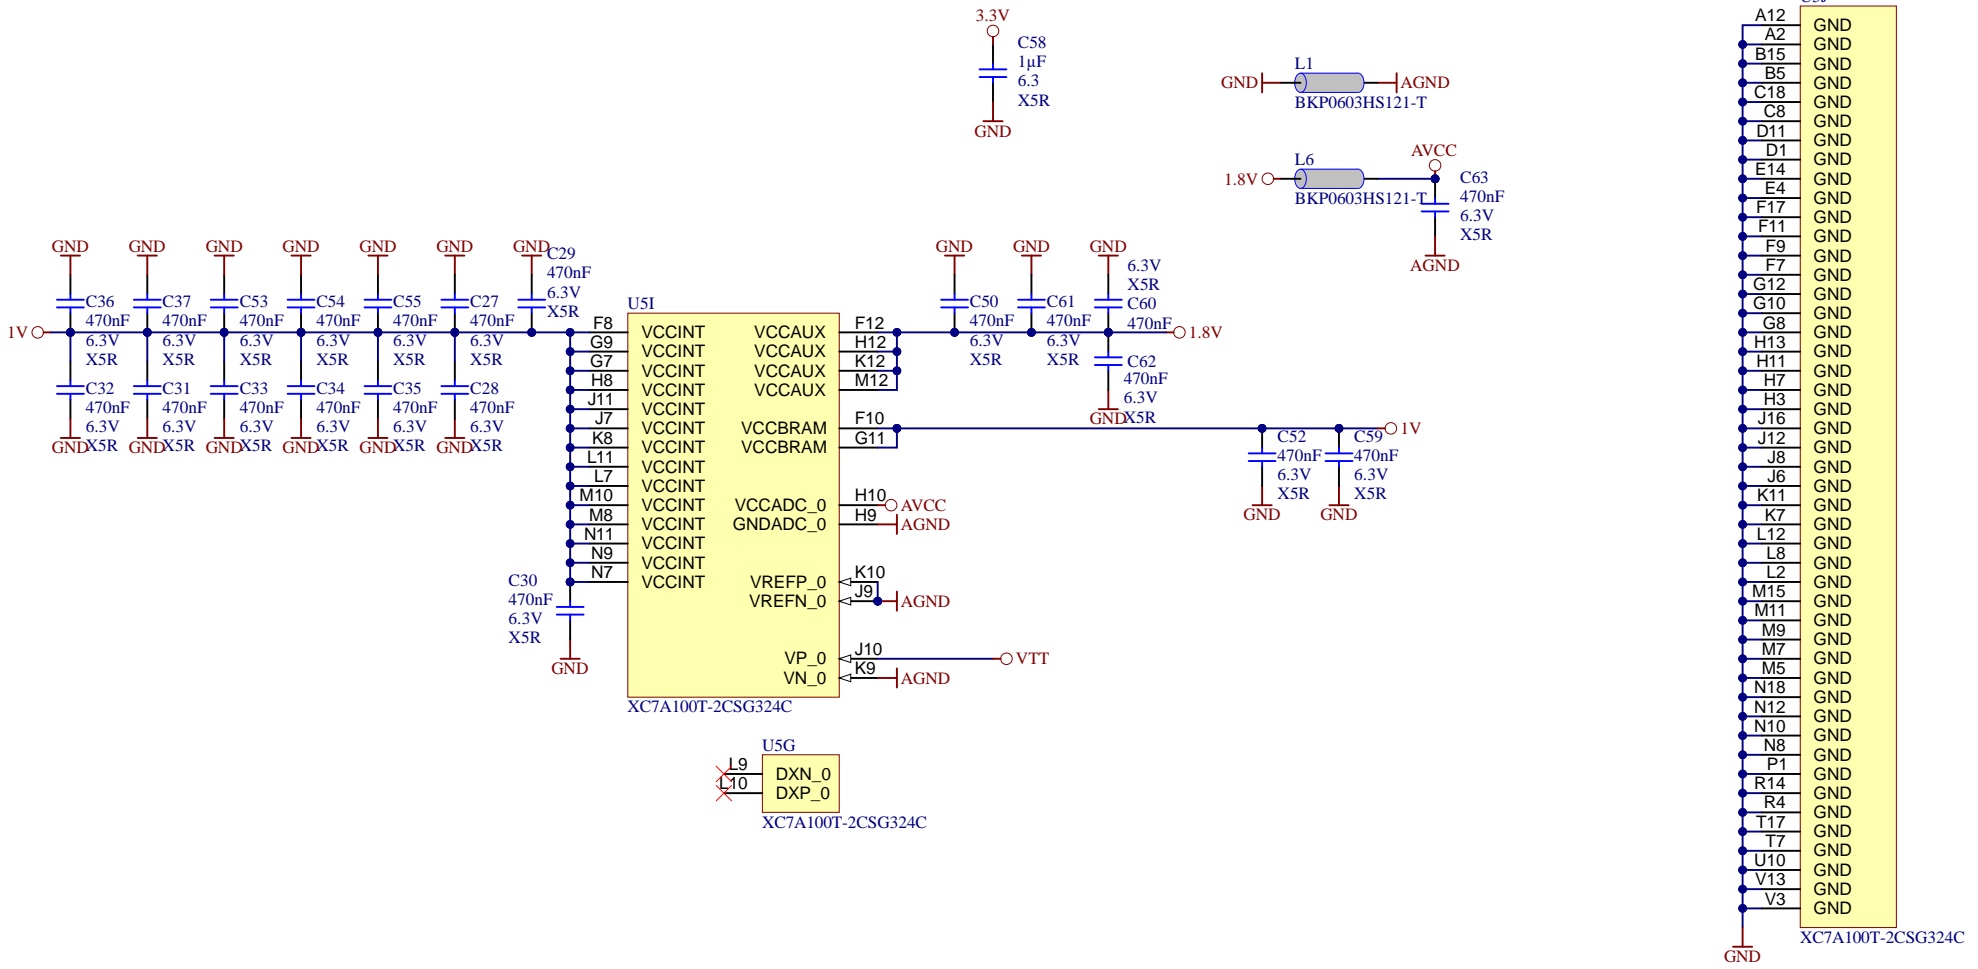 3.3V
C58
1µF
6.3
X5R
GND
L1
GND
AGND
BKP0603HS121-T
L6
1.8V
BKP0603HS121-T
AVCC
C63
470nF
6.3V
X5R
AGND
GND GND GND GND GND GND GND
C29
470nF
6.3V
X5R
C36 C37 C53 C54 C55 C27
470nF 470nF 470nF 470nF 470nF 470nF
1V
6.3V 6.3V 6.3V 6.3V 6.3V 6.3V
X5R X5R X5R X5R X5R X5R
C32 C31 C33 C34 C35 C28
470nF 470nF 470nF 470nF 470nF 470nF
6.3V 6.3V 6.3V 6.3V 6.3V 6.3V
X5R X5R X5R X5R X5R X5R
GND GND GND GND GND GND
C30
470nF
6.3V
X5R
GND
U5I
F8 VCCINT
G9 VCCINT
G7 VCCINT
H8 VCCINT
J11 VCCINT
J7 VCCINT
K8 VCCINT
L11 VCCINT
L7 VCCINT
M10 VCCINT
M8 VCCINT
N11 VCCINT
N9 VCCINT
N7 VCCINT
VCCAUX F12
VCCAUX H12
VCCAUX K12
VCCAUX M12
VCCBRAM F10
VCCBRAM G11
VCCADC_0 H10 AVCC
GNDADC_0 H9 AGND
VREFP_0 K10
VREFN_0 J9 AGND
VP_0 J10 VTT
VN_0 K9 AGND
XC7A100T-2CSG324C
GND GND GND
C50
470nF
6.3V
X5R
C61
470nF
6.3V
X5R
6.3V
X5R
C60
470nF
1.8V
C62
470nF
6.3V
X5R
GND
1V
C52
470nF
6.3V
X5R
GND
C59
470nF
6.3V
X5R
GND
U5G
L9 DXN_0
L10 DXP_0
XC7A100T-2CSG324C
A12 GND
A2 GND
B15 GND
B5 GND
C18 GND
C8 GND
D11 GND
D1 GND
E14 GND
E4 GND
F17 GND
F11 GND
F9 GND
F7 GND
G12 GND
G10 GND
G8 GND
H13 GND
H11 GND
H7 GND
H3 GND
J16 GND
J12 GND
J8 GND
J6 GND
K11 GND
K7 GND
L12 GND
L8 GND
L2 GND
M15 GND
M11 GND
M9 GND
M7 GND
M5 GND
N18 GND
N12 GND
N10 GND
N8 GND
P1 GND
R14 GND
R4 GND
T17 GND
T7 GND
U10 GND
V13 GND
V3 GND
XC7A100T-2CSG324C
GND